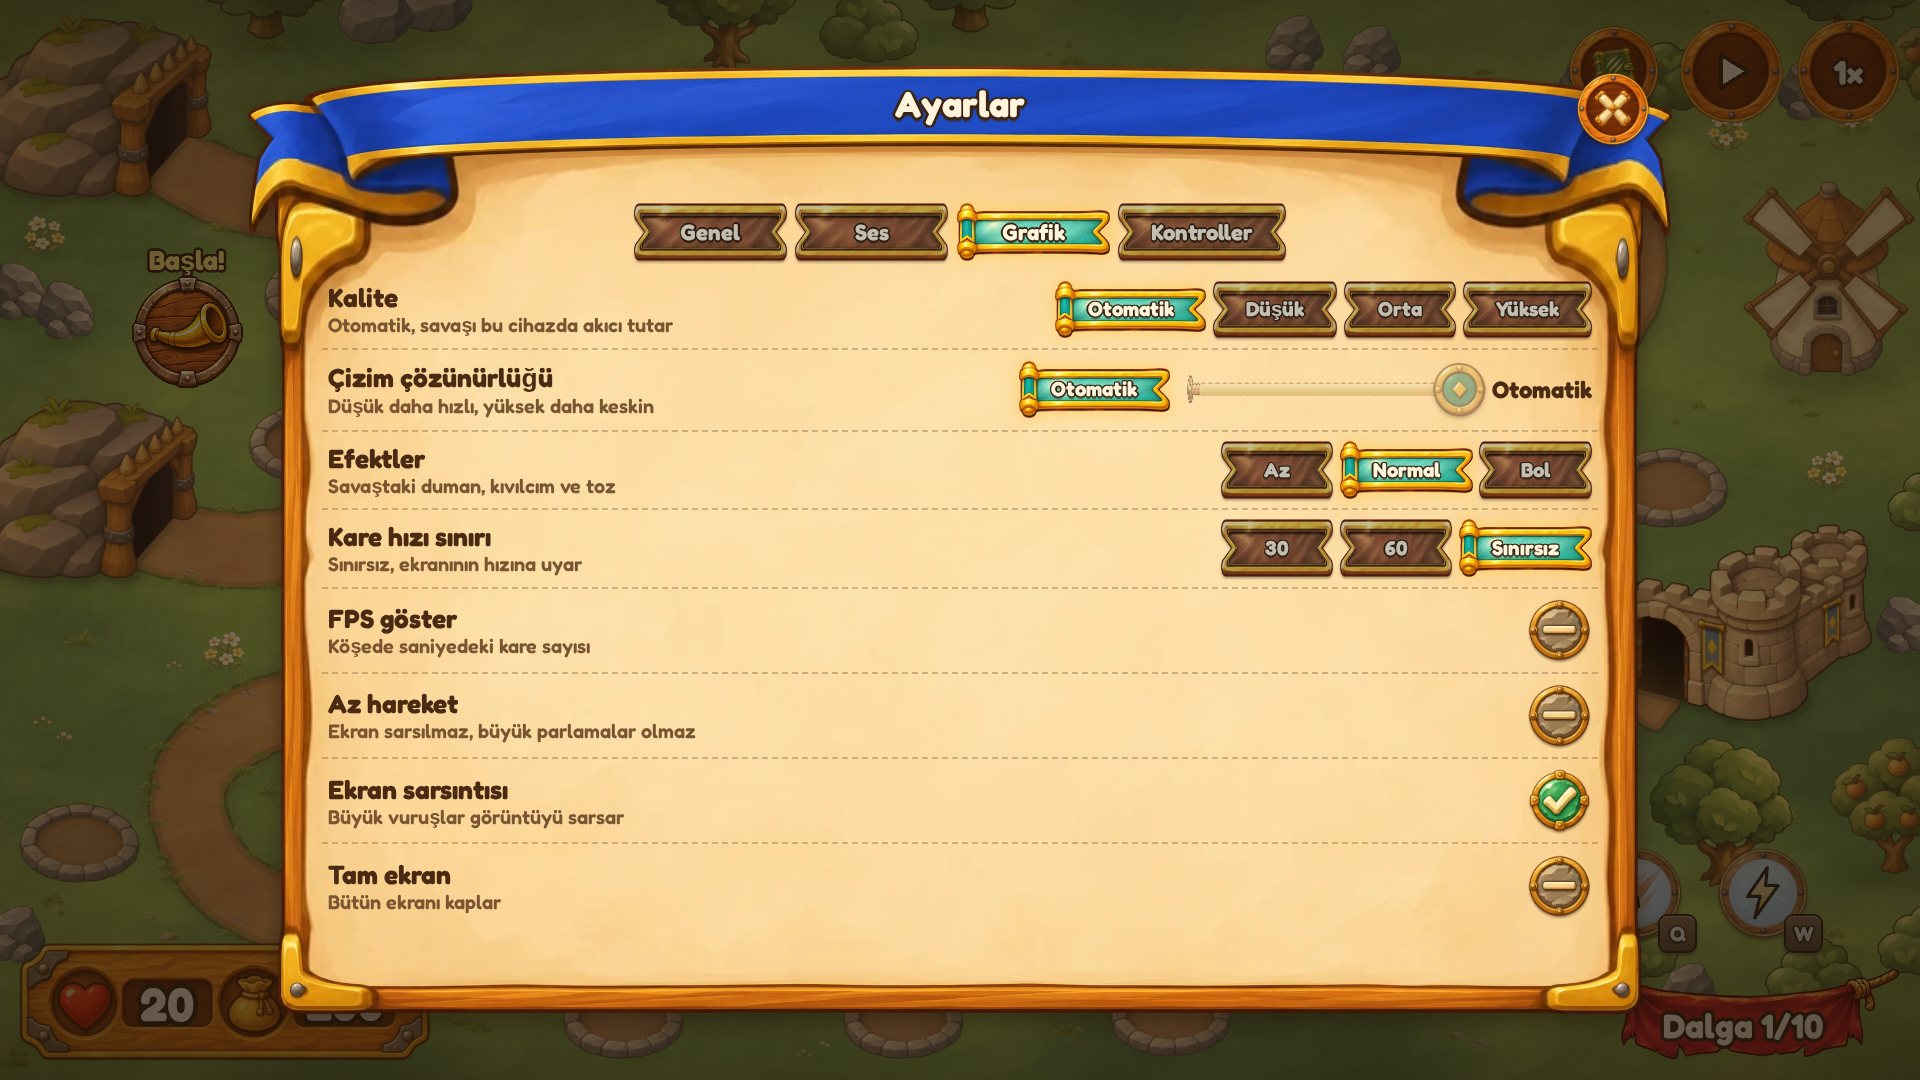 Ayarlar
1x
Genel Ses Grafik Kontroller
Başla!
Kalite
Otomatik, savaşı bu cihazda akıcı tutar
Otomatik Düşük Orta Yüksek
Çizim çözünürlüğü
Düşük daha hızlı, yüksek daha keskin
Otomatik Otomatik
Efektler
Savaştaki duman, kıvılcım ve toz
Az Normal Bol
Kare hızı sınırı
Sınırsız, ekranının hızına uyar
30 60 Sınırsız
FPS göster
Köşede saniyedeki kare sayısı
Az hareket
Ekran sarsılmaz, büyük parlamalar olmaz
Ekran sarsıntısı
Büyük vuruşlar görüntüyü sarsar
Tam ekran
Bütün ekranı kaplar
Q W
20
Dalga 1/10